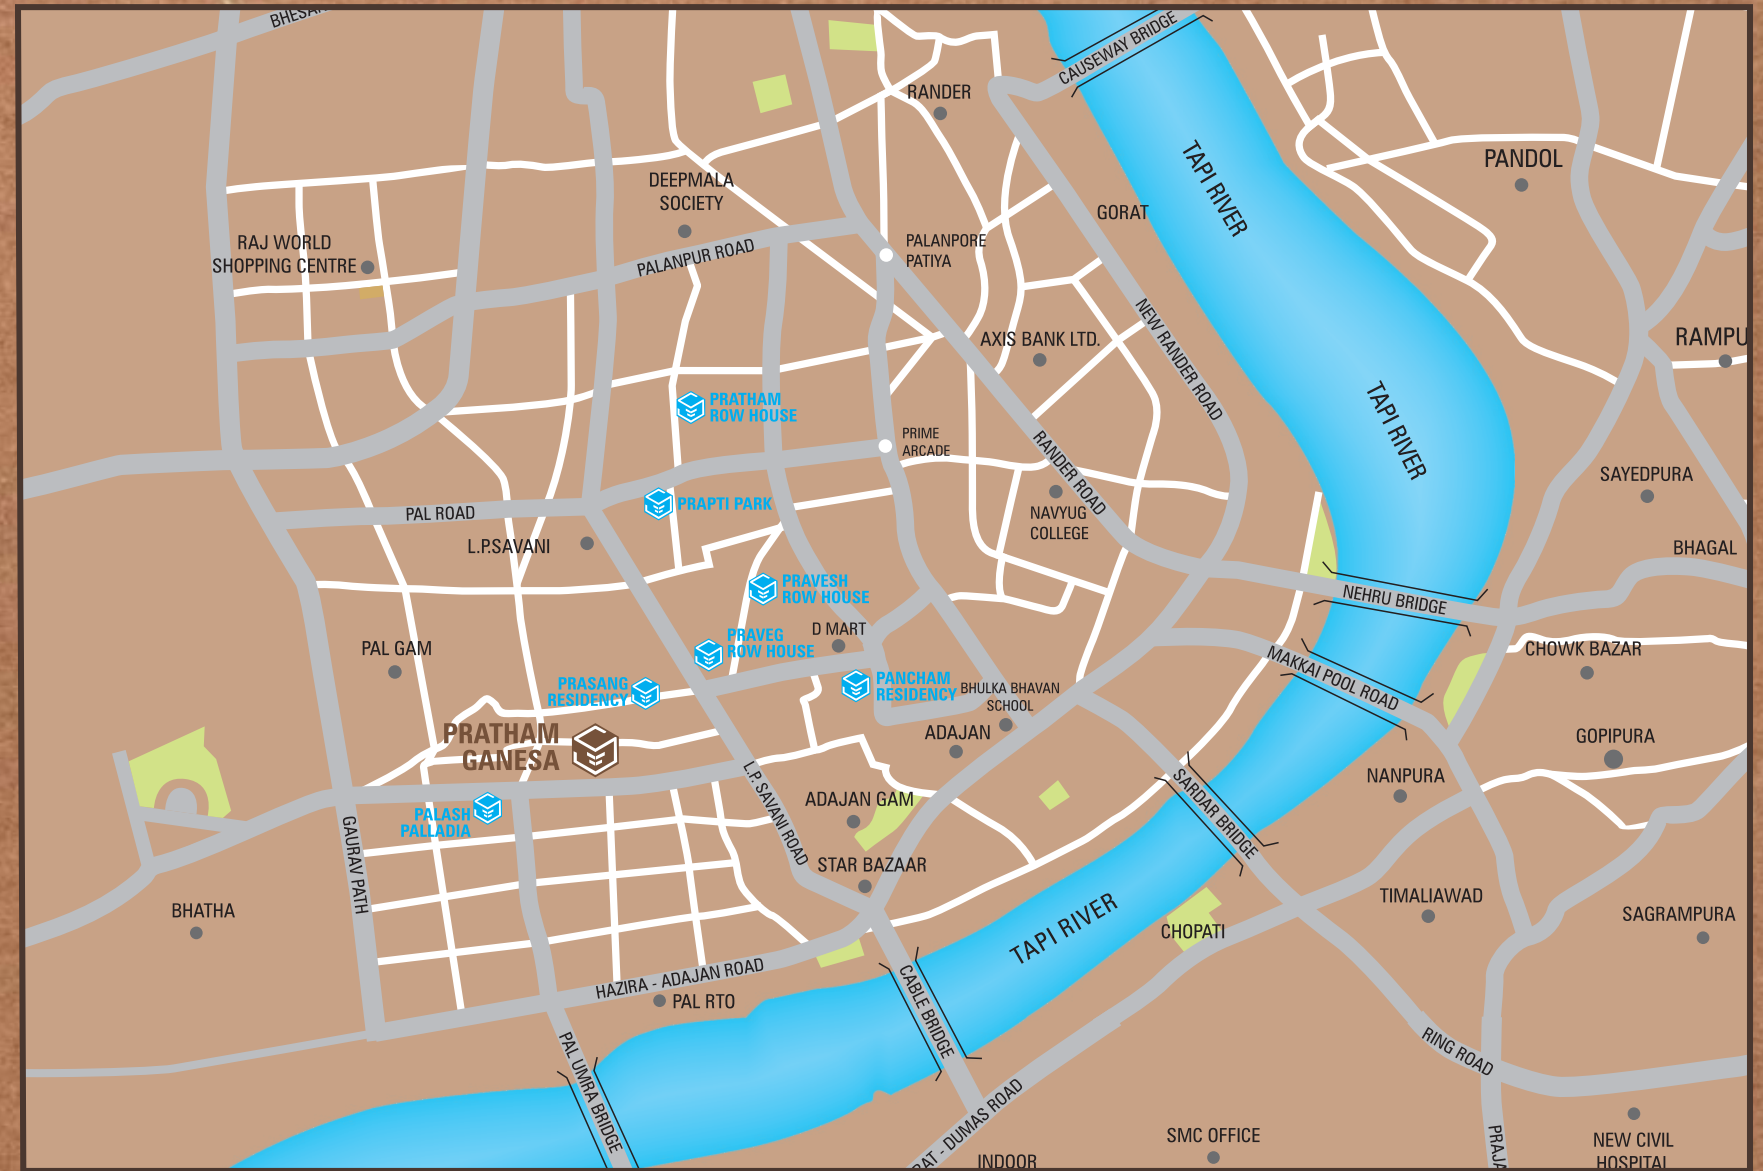 CAUSEWAY BRIDGE
RANDER
TAPI RIVER
PANDOL
DEEPMALA
SOCIETY
GORAT
RAJ WORLD
SHOPPING CENTRE
PALANPUR ROAD
PALANPORE
PATIYA
NEW RANDER ROAD
AXIS BANK LTD.
RAMPU
TAPI RIVER
PRATHAM
ROW HOUSE
PRIME
ARCADE
RANDER ROAD
SAYEDPURA
PRAPTI PARK
PAL ROAD
NAVYUG
COLLEGE
L.P.SAVANI
BHAGAL
PRAVESH
ROW HOUSE
NEHRU BRIDGE
D MART
PRAVEG
ROW HOUSE
PAL GAM
CHOWK BAZAR
MAKKAI POOL ROAD
PRASANG
RESIDENCY
PANCHAM
RESIDENCY
BHULKA BHAVAN
SCHOOL
PRATHAM
GANESA
ADAJAN
GOPIPURA
NANPURA
L.P. SAVANI ROAD
SARDAR BRIDGE
ADAJAN GAM
PALASH
PALLADIA
GAURAV PATH
STAR BAZAAR
TIMALIAWAD
BHATHA
TAPI RIVER
CHOPATI
SAGRAMPURA
HAZIRA - ADAJAN ROAD
PAL RTO
CABLE BRIDGE
RING ROAD
PAL UMRA BRIDGE
RAT - DUMAS ROAD
SMC OFFICE
NEW CIVIL
HOSPITAL
INDOOR
PRAJA